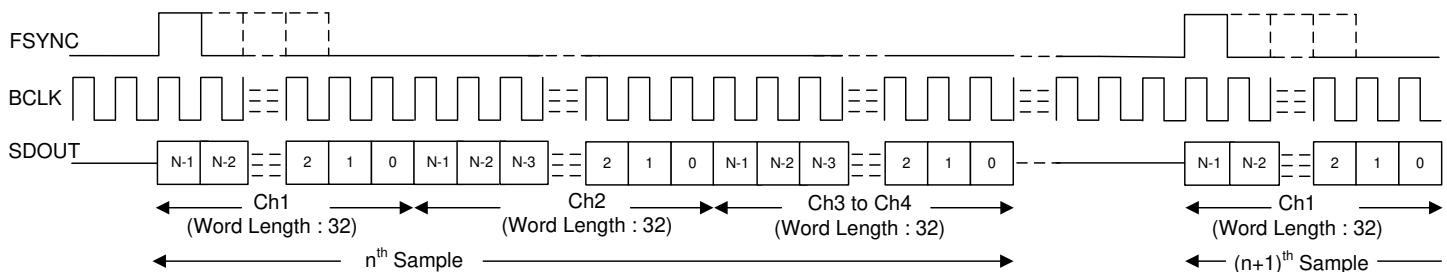 FSYNC
BCLK
SDOUT
N-1 N-2 2 1 0 N-1 N-2 N-3 2 1 0 N-1 N-2 N-3 2 1 0 N-1 N-2 2 1 0
Ch1 Ch2 Ch3 to Ch4 Ch1
(Word Length : 32) (Word Length : 32) (Word Length : 32) (Word Length : 32)
nth Sample (n+1)th Sample